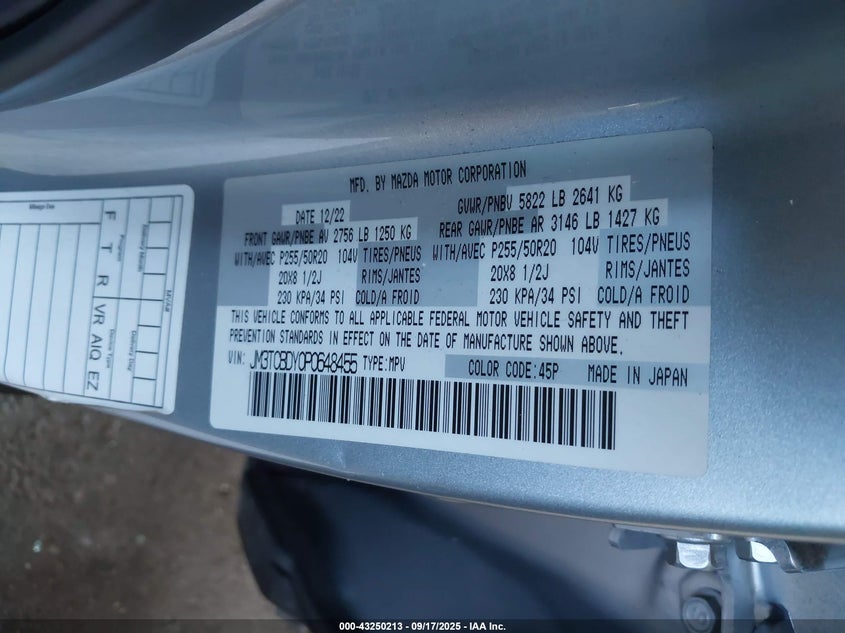 MFD. BY MAZDA MOTOR CORPORATION
DATE 12/22
GVWR/PNBV 5822 LB 2641 KG
FRONT GAWR/PNBE AV 2756 LB 1250 KG
REAR GAWR/PNBE AR 3146 LB 1427 KG
WITH/AVEC P255/50R20 104V TIRES/PNEUS
WITH/AVEC P255/50R20 104V TIRES/PNEUS
20X8 1/2J RIMS/JANTES
20X8 1/2J RIMS/JANTES
230 KPA/34 PSI COLD/A FROID
230 KPA/34 PSI COLD/A FROID
THIS VEHICLE CONFORMS TO ALL APPLICABLE FEDERAL MOTOR VEHICLE SAFETY AND THEFT
PREVENTION STANDARDS IN EFFECT ON THE DATE OF MANUFACTURE SHOWN ABOVE.
VIN: JM3TCBDY0P0648455 TYPE:MPV
COLOR CODE:45P MADE IN JAPAN
Mileage Date
F T R
VR AIQ EZ
000-43250213 - 09/17/2025 - IAA Inc.